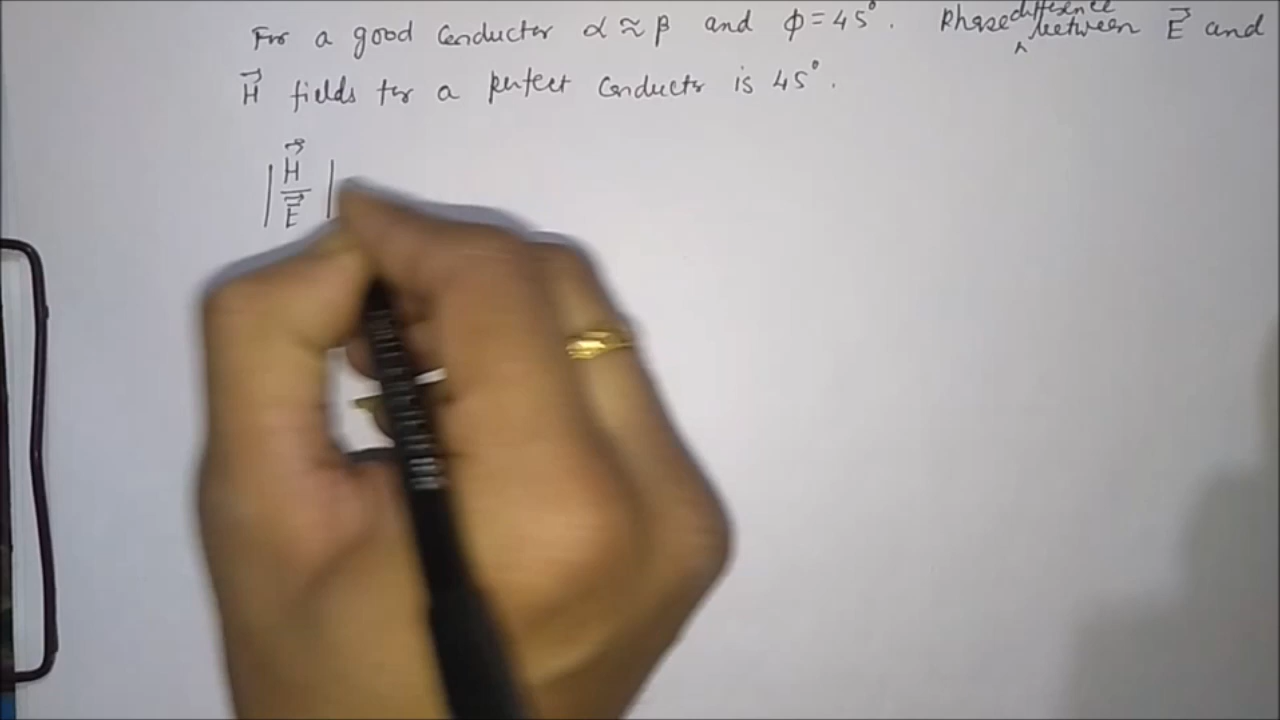 For a good conductor α ≈ β and φ = 45°. Phase difference between E⃗ and
H⃗ fields for a perfect conductor is 45°.
| H⃗ / E⃗ |